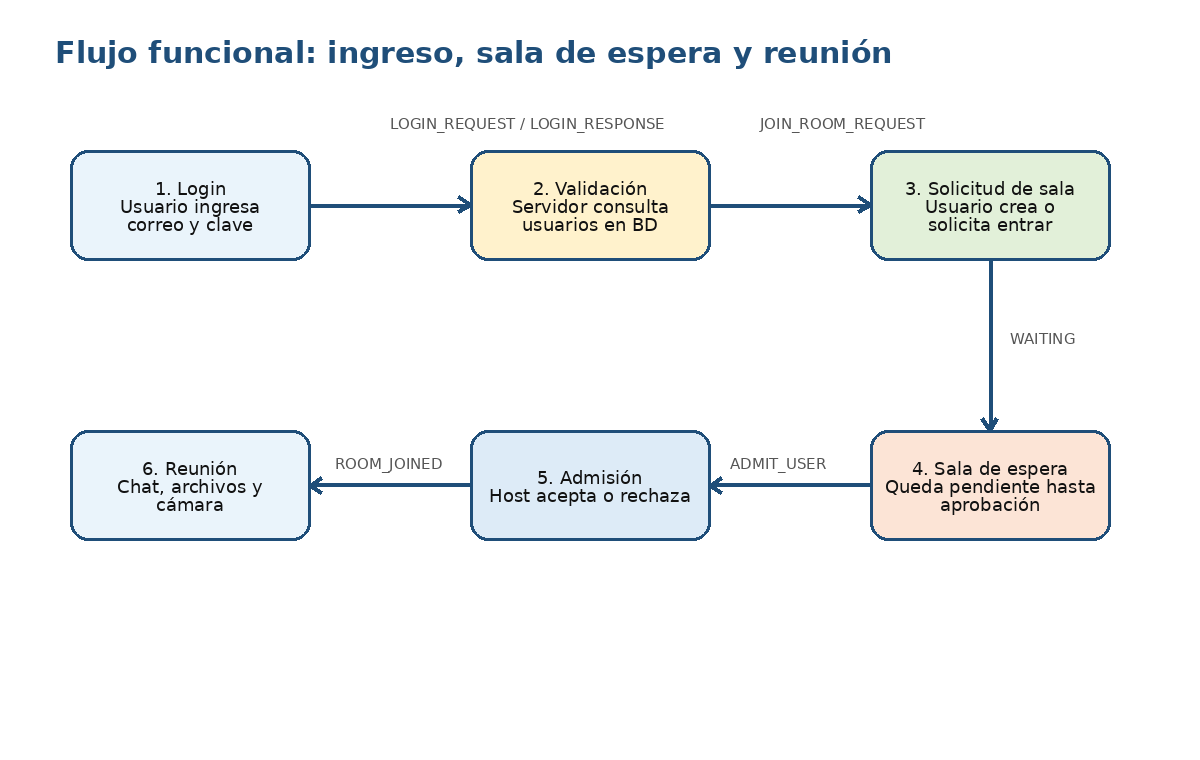 Flujo funcional: ingreso, sala de espera y reunión
LOGIN_REQUEST / LOGIN_RESPONSE
JOIN_ROOM_REQUEST
1. Login
Usuario ingresa
correo y clave
2. Validación
Servidor consulta
usuarios en BD
3. Solicitud de sala
Usuario crea o
solicita entrar
WAITING
4. Sala de espera
Queda pendiente hasta
aprobación
ADMIT_USER
5. Admisión
Host acepta o rechaza
ROOM_JOINED
6. Reunión
Chat, archivos y
cámara